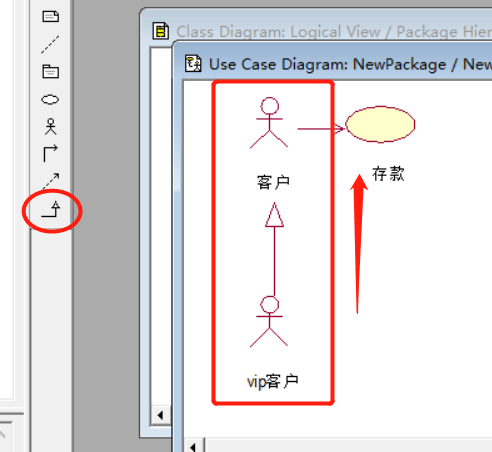 Class Diagram: Logical View / Package Hier
Use Case Diagram: NewPackage / New
客户
存款
vip客户